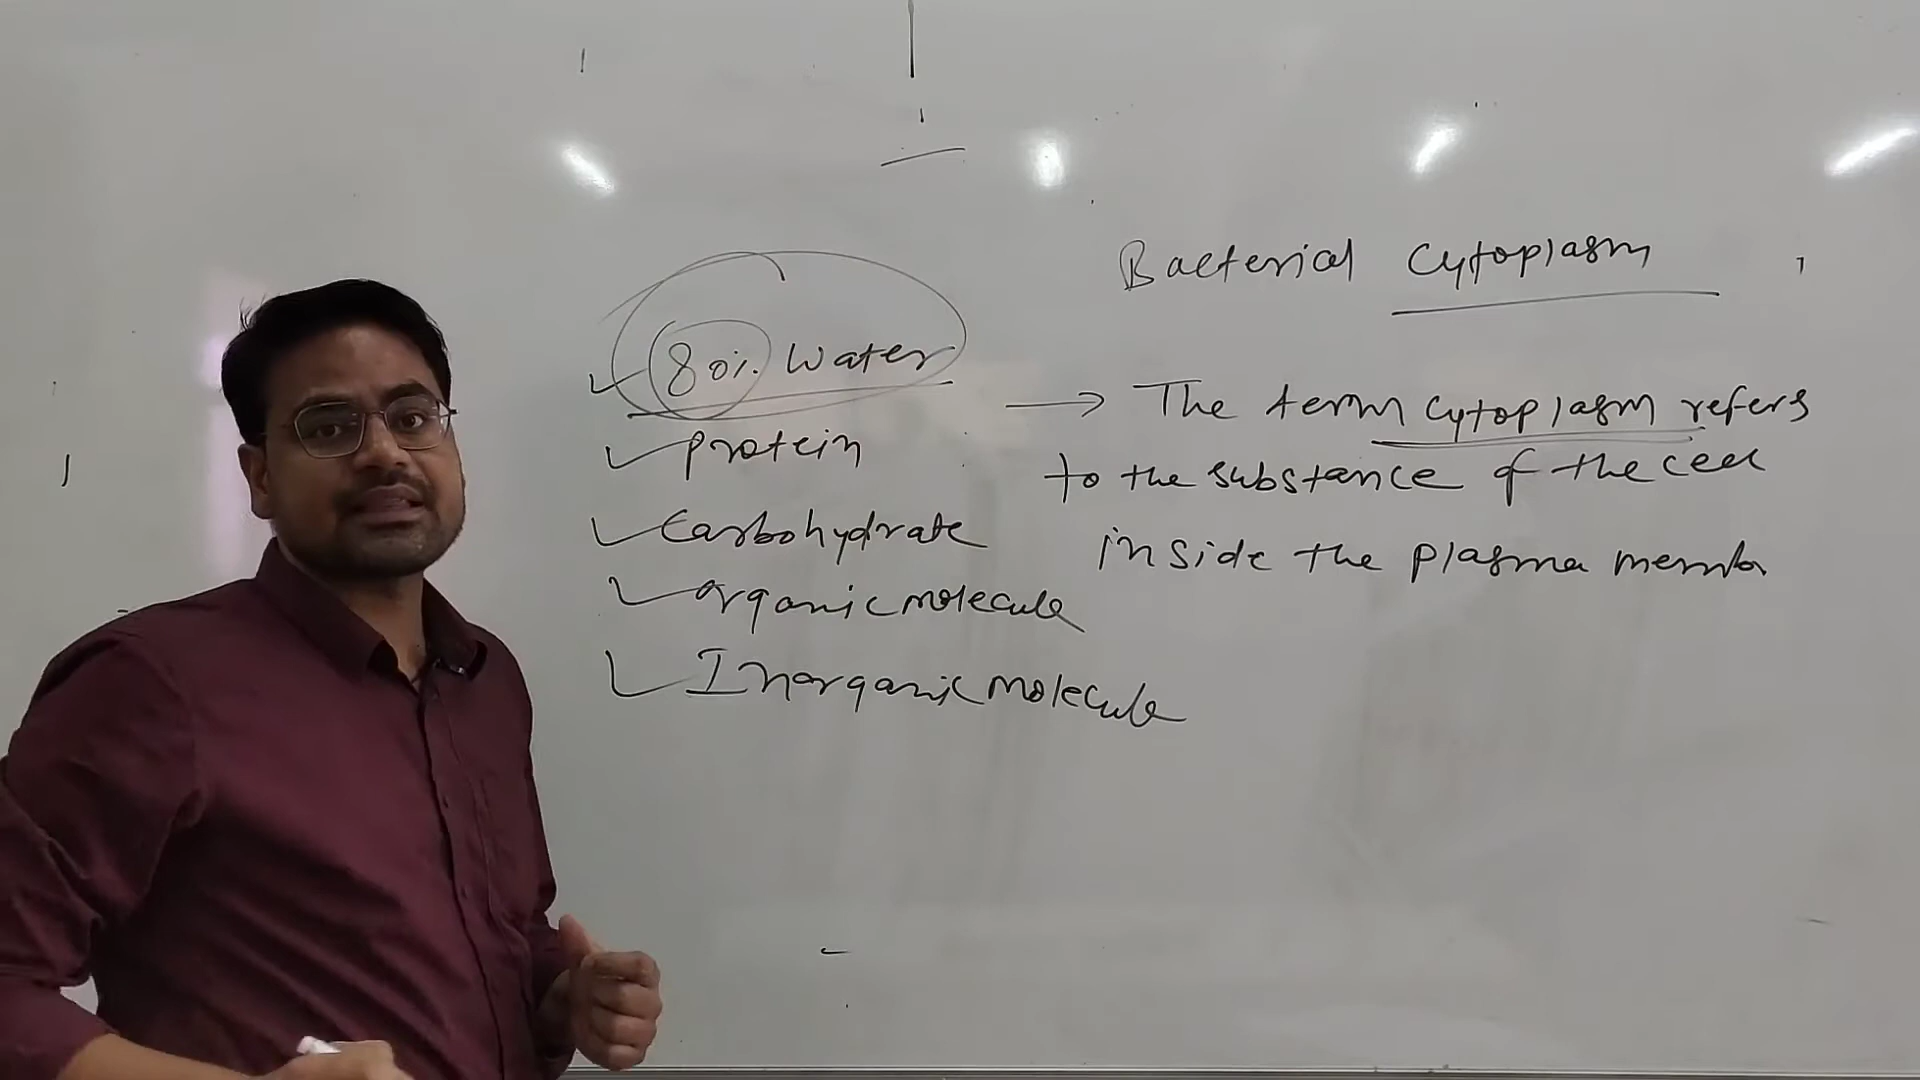 Bacterial Cytoplasm
80% Water
protein
Carbohydrate
organic molecule
Inorganic molecule
→ The term cytoplasm refers
to the substance of the cell
inside the plasma membr